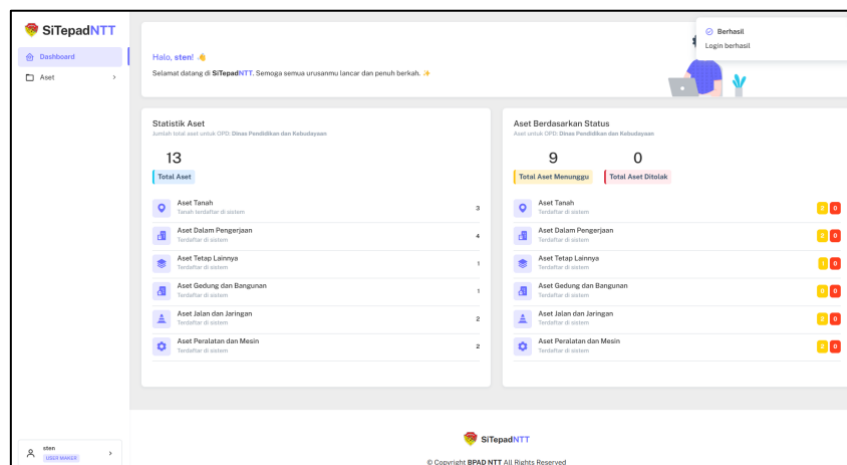 SiTepadNTT
Dashboard
Aset
Halo, sten!
Selamat datang di SiTepadNTT. Semoga semua urusanmu lancar dan penuh berkah.
Berhasil
Login berhasil
Statistik Aset
Jumlah total aset untuk OPD: Dinas Pendidikan dan Kebudayaan
13
Total Aset
Aset Tanah
3
Tanah terdaftar di sistem
Aset Dalam Pengerjaan
4
Terdaftar di sistem
Aset Tetap Lainnya
1
Terdaftar di sistem
Aset Gedung dan Bangunan
1
Terdaftar di sistem
Aset Jalan dan Jaringan
2
Terdaftar di sistem
Aset Peralatan dan Mesin
2
Terdaftar di sistem
Aset Berdasarkan Status
Aset untuk OPD: Dinas Pendidikan dan Kebudayaan
9 0
Total Aset Menunggu Total Aset Ditolak
Aset Tanah
2 0
Terdaftar di sistem
Aset Dalam Pengerjaan
2 0
Terdaftar di sistem
Aset Tetap Lainnya
1 0
Terdaftar di sistem
Aset Gedung dan Bangunan
0
Terdaftar di sistem
Aset Jalan dan Jaringan
2 0
Terdaftar di sistem
Aset Peralatan dan Mesin
0
Terdaftar di sistem
sten
USER MAKER
SiTepadNTT
© Copyright BPAD NTT All Rights Reserved